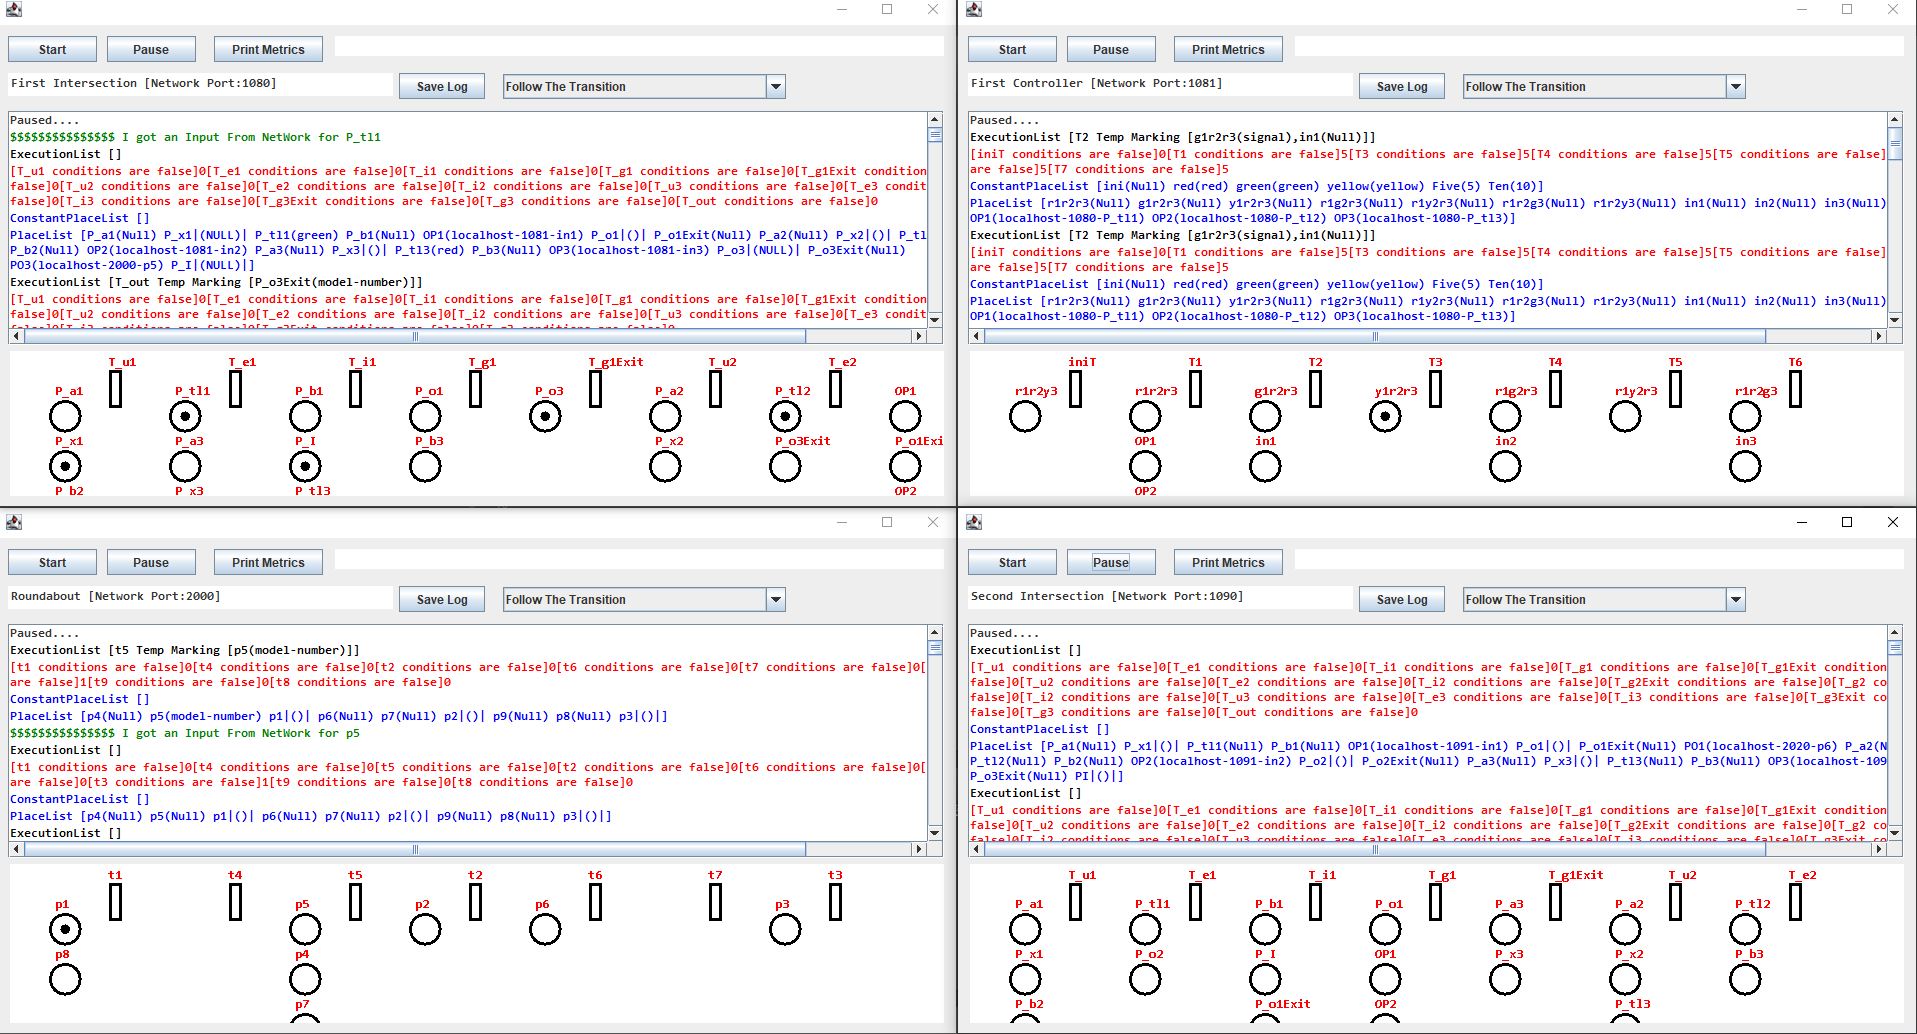 Start Pause Print Metrics
First Intersection [Network Port:1080] Save Log Follow The Transition
Paused....
$$$$$$$$$$$$$$$ I got an Input From NetWork for P_tl1
ExecutionList []
[T_u1 conditions are false]0[T_e1 conditions are false]0[T_i1 conditions are false]0[T_g1 conditions are false]0[T_g1Exit condition
false]0[T_u2 conditions are false]0[T_e2 conditions are false]0[T_i2 conditions are false]0[T_u3 conditions are false]0[T_e3 condit
false]0[T_i3 conditions are false]0[T_g3Exit conditions are false]0[T_g3 conditions are false]0[T_out conditions are false]0
ConstantPlaceList []
PlaceList [P_a1(Null) P_x1|(NULL)| P_tl1(green) P_b1(Null) OP1(localhost-1081-in1) P_o1|()| P_o1Exit(Null) P_a2(Null) P_x2|()| P_tl
P_b2(Null) OP2(localhost-1081-in2) P_a3(Null) P_x3|()| P_tl3(red) P_b3(Null) OP3(localhost-1081-in3) P_o3|(NULL)| P_o3Exit(Null)
PO3(localhost-2000-p5) P_I|(NULL)|]
ExecutionList [T_out Temp Marking [P_o3Exit(model-number)]]
[T_u1 conditions are false]0[T_e1 conditions are false]0[T_i1 conditions are false]0[T_g1 conditions are false]0[T_g1Exit condition
false]0[T_u2 conditions are false]0[T_e2 conditions are false]0[T_i2 conditions are false]0[T_u3 conditions are false]0[T_e3 condit
T_u1 T_e1 T_i1 T_g1 T_g1Exit T_u2 T_e2
P_a1 P_tl1 P_b1 P_o1 P_o3 P_a2 P_tl2 OP1
P_x1 P_a3 P_I P_b3 P_x2 P_o3Exit P_o1Exi
P_b2 P_x3 P_tl3 OP2
Start Pause Print Metrics
First Controller [Network Port:1081] Save Log Follow The Transition
Paused....
ExecutionList [T2 Temp Marking [g1r2r3(signal),in1(Null)]]
[iniT conditions are false]0[T1 conditions are false]5[T3 conditions are false]5[T4 conditions are false]5[T5 conditions are false]
are false]5[T7 conditions are false]5
ConstantPlaceList [ini(Null) red(red) green(green) yellow(yellow) Five(5) Ten(10)]
PlaceList [r1r2r3(Null) g1r2r3(Null) y1r2r3(Null) r1g2r3(Null) r1y2r3(Null) r1r2g3(Null) r1r2y3(Null) in1(Null) in2(Null) in3(Null)
OP1(localhost-1080-P_tl1) OP2(localhost-1080-P_tl2) OP3(localhost-1080-P_tl3)]
ExecutionList [T2 Temp Marking [g1r2r3(signal),in1(Null)]]
[iniT conditions are false]0[T1 conditions are false]5[T3 conditions are false]5[T4 conditions are false]5[T5 conditions are false]
are false]5[T7 conditions are false]5
ConstantPlaceList [ini(Null) red(red) green(green) yellow(yellow) Five(5) Ten(10)]
PlaceList [r1r2r3(Null) g1r2r3(Null) y1r2r3(Null) r1g2r3(Null) r1y2r3(Null) r1r2g3(Null) r1r2y3(Null) in1(Null) in2(Null) in3(Null)
OP1(localhost-1080-P_tl1) OP2(localhost-1080-P_tl2) OP3(localhost-1080-P_tl3)]
iniT T1 T2 T3 T4 T5 T6
r1r2y3 r1r2r3 g1r2r3 y1r2r3 r1g2r3 r1y2r3 r1r2g3
OP1 in1 in2 in3
OP2
Start Pause Print Metrics
Roundabout [Network Port:2000] Save Log Follow The Transition
Paused....
ExecutionList [t5 Temp Marking [p5(model-number)]]
[t1 conditions are false]0[t4 conditions are false]0[t2 conditions are false]0[t6 conditions are false]0[t7 conditions are false]0[
are false]1[t9 conditions are false]0[t8 conditions are false]0
ConstantPlaceList []
PlaceList [p4(Null) p5(model-number) p1|()| p6(Null) p7(Null) p2|()| p9(Null) p8(Null) p3|()|]
$$$$$$$$$$$$$$$ I got an Input From NetWork for p5
ExecutionList []
[t1 conditions are false]0[t4 conditions are false]0[t5 conditions are false]0[t2 conditions are false]0[t6 conditions are false]0[
are false]0[t3 conditions are false]1[t9 conditions are false]0[t8 conditions are false]0
ConstantPlaceList []
PlaceList [p4(Null) p5(Null) p1|()| p6(Null) p7(Null) p2|()| p9(Null) p8(Null) p3|()|]
ExecutionList []
t1 t4 t5 t2 t6 t7 t3
p1 p5 p2 p6 p3
p8 p4
p7
Start Pause Print Metrics
Second Intersection [Network Port:1090] Save Log Follow The Transition
Paused....
ExecutionList []
[T_u1 conditions are false]0[T_e1 conditions are false]0[T_i1 conditions are false]0[T_g1 conditions are false]0[T_g1Exit condition
false]0[T_u2 conditions are false]0[T_e2 conditions are false]0[T_i2 conditions are false]0[T_g2Exit conditions are false]0[T_g2 co
false]0[T_i2 conditions are false]0[T_u3 conditions are false]0[T_e3 conditions are false]0[T_i3 conditions are false]0[T_g3Exit co
false]0[T_g3 conditions are false]0[T_out conditions are false]0
ConstantPlaceList []
PlaceList [P_a1(Null) P_x1|()| P_tl1(Null) P_b1(Null) OP1(localhost-1091-in1) P_o1|()| P_o1Exit(Null) PO1(localhost-2020-p6) P_a2(N
P_tl2(Null) P_b2(Null) OP2(localhost-1091-in2) P_o2|()| P_o2Exit(Null) P_a3(Null) P_x3|()| P_tl3(Null) P_b3(Null) OP3(localhost-109
P_o3Exit(Null) PI|()|]
ExecutionList []
[T_u1 conditions are false]0[T_e1 conditions are false]0[T_i1 conditions are false]0[T_g1 conditions are false]0[T_g1Exit condition
false]0[T_u2 conditions are false]0[T_e2 conditions are false]0[T_i2 conditions are false]0[T_g2Exit conditions are false]0[T_g2 co
T_u1 T_e1 T_i1 T_g1 T_g1Exit T_u2 T_e2
P_a1 P_tl1 P_b1 P_o1 P_a3 P_a2 P_tl2
P_x1 P_o2 P_I OP1 P_x3 P_x2 P_b3
P_b2 P_o1Exit OP2 P_tl3